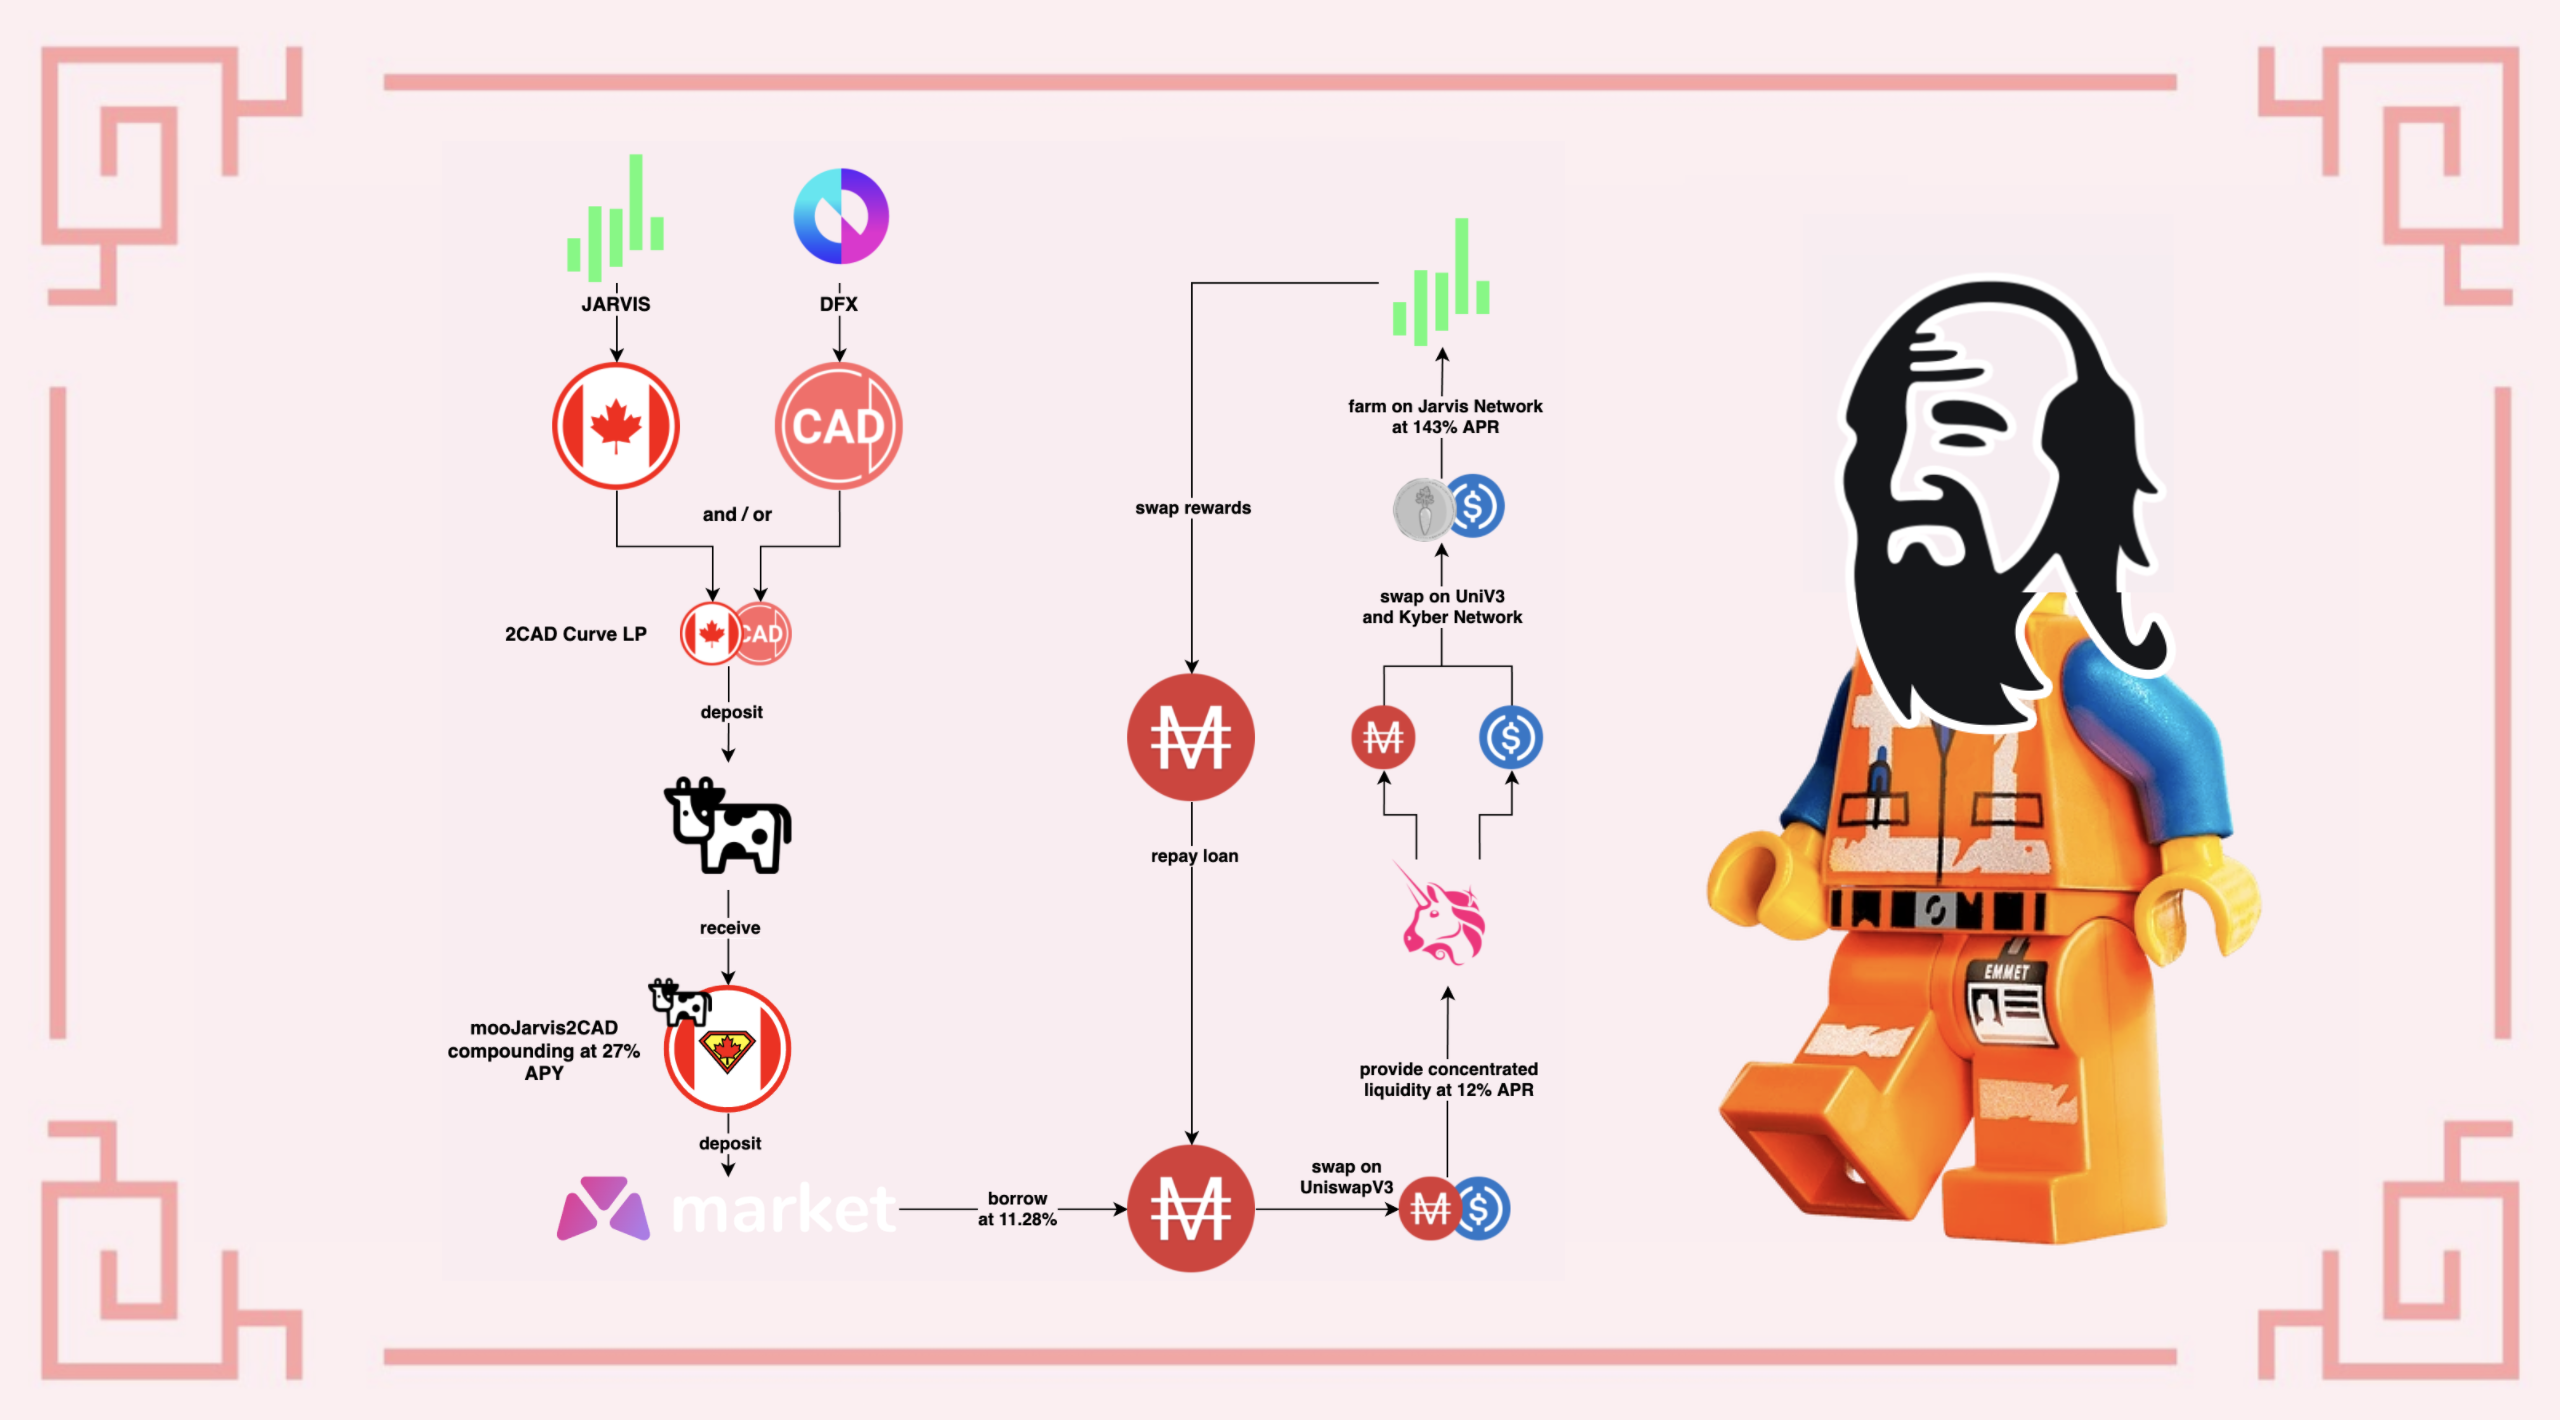 JARVIS
DFX
CAD
and / or
2CAD Curve LP
CAD
deposit
receive
mooJarvis2CAD
compounding at 27%
APY
deposit
market
borrow
at 11.28%
swap rewards
repay loan
swap on
UniswapV3
provide concentrated
liquidity at 12% APR
swap on UniV3
and Kyber Network
farm on Jarvis Network
at 143% APR
EMMET